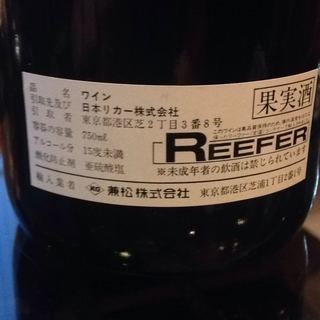 品名 ワイン
引取先及び
引取者 日本リカー株式会社
東京都港区芝2丁目3番8号
容器の容量 750ml
アルコール分 15度未満
酸化防止剤 亜硫酸塩
輸入業者 KG 兼松株式会社 東京都港区芝浦1丁目2番1号
果実酒
REEFER
※未成年者の飲酒は禁じられています